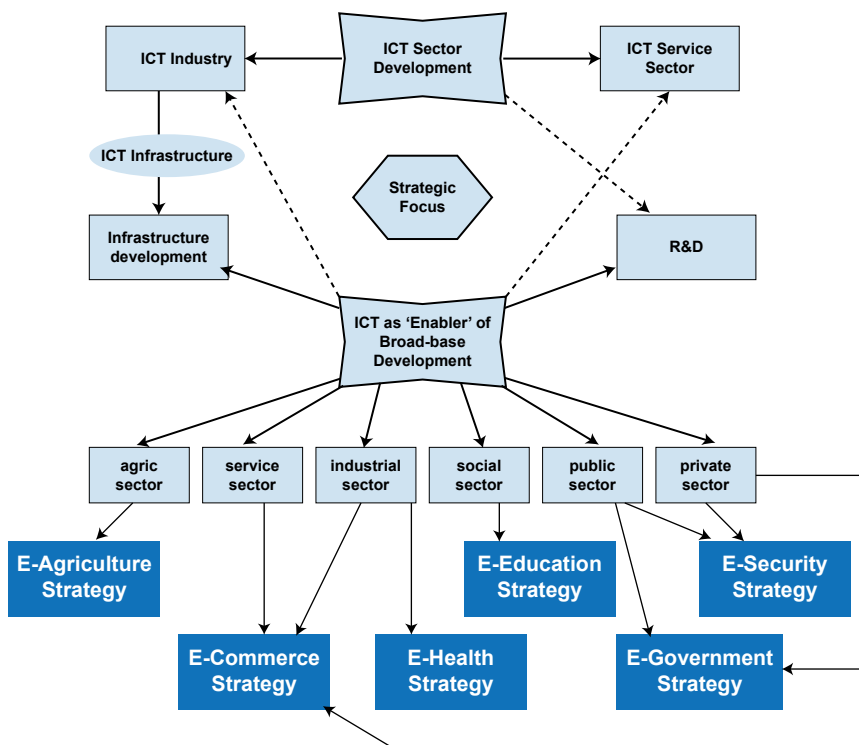 ICT Industry
ICT Sector
Development
ICT Service
Sector
ICT Infrastructure
Strategic
Focus
Infrastructure
development
R&D
ICT as ‘Enabler’ of
Broad-base
Development
agric
sector
service
sector
industrial
sector
social
sector
public
sector
private
sector
E-Agriculture
Strategy
E-Education
Strategy
E-Security
Strategy
E-Commerce
Strategy
E-Health
Strategy
E-Government
Strategy